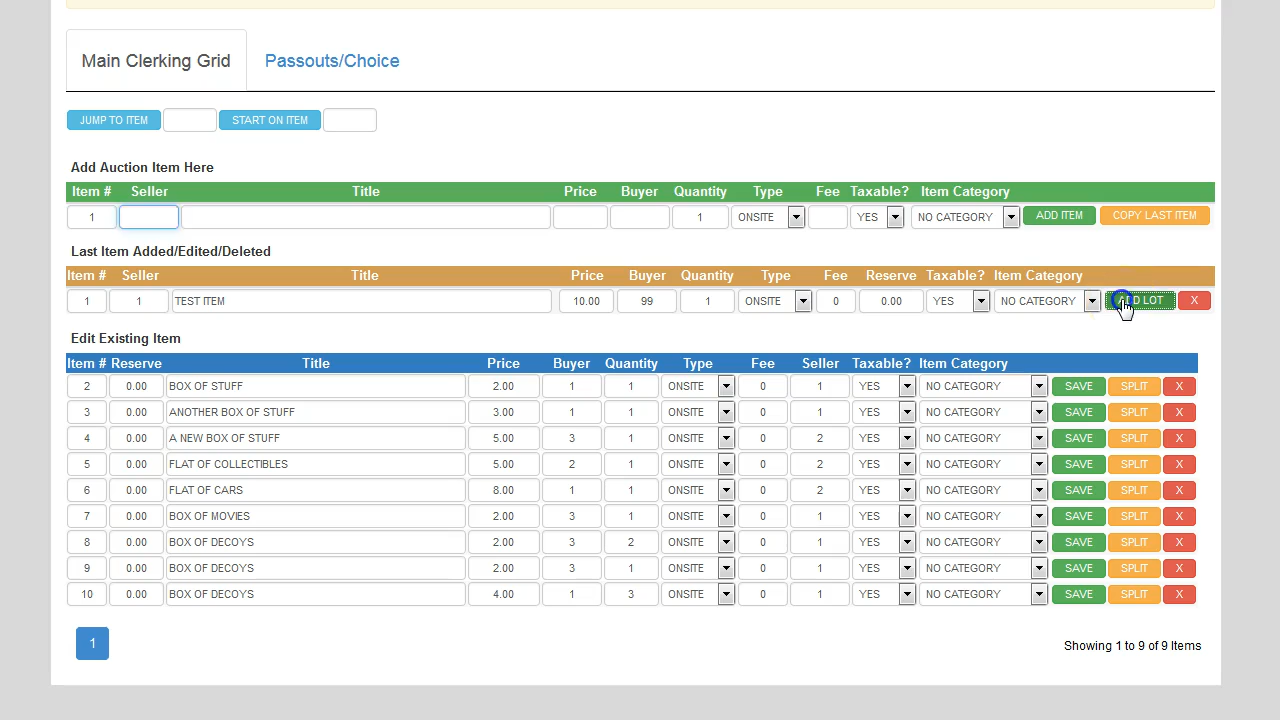 Main Clerking Grid Passouts/Choice
JUMP TO ITEM START ON ITEM
Add Auction Item Here
Item # Seller Title Price Buyer Quantity Type Fee Taxable? Item Category
1 1 ONSITE YES NO CATEGORY ADD ITEM COPY LAST ITEM
Last Item Added/Edited/Deleted
Item # Seller Title Price Buyer Quantity Type Fee Reserve Taxable? Item Category
1 1 TEST ITEM 10.00 99 1 ONSITE 0 0.00 YES NO CATEGORY LOT X
Edit Existing Item
Item # Reserve Title Price Buyer Quantity Type Fee Seller Taxable? Item Category
2 0.00 BOX OF STUFF 2.00 1 1 ONSITE 0 1 YES NO CATEGORY SAVE SPLIT X
3 0.00 ANOTHER BOX OF STUFF 3.00 1 1 ONSITE 0 1 YES NO CATEGORY SAVE SPLIT X
4 0.00 A NEW BOX OF STUFF 5.00 3 1 ONSITE 0 2 YES NO CATEGORY SAVE SPLIT X
5 0.00 FLAT OF COLLECTIBLES 5.00 2 1 ONSITE 0 2 YES NO CATEGORY SAVE SPLIT X
6 0.00 FLAT OF CARS 8.00 1 1 ONSITE 0 2 YES NO CATEGORY SAVE SPLIT X
7 0.00 BOX OF MOVIES 2.00 3 1 ONSITE 0 1 YES NO CATEGORY SAVE SPLIT X
8 0.00 BOX OF DECOYS 2.00 3 2 ONSITE 0 1 YES NO CATEGORY SAVE SPLIT X
9 0.00 BOX OF DECOYS 2.00 3 1 ONSITE 0 1 YES NO CATEGORY SAVE SPLIT X
10 0.00 BOX OF DECOYS 4.00 1 3 ONSITE 0 1 YES NO CATEGORY SAVE SPLIT X
1 Showing 1 to 9 of 9 Items